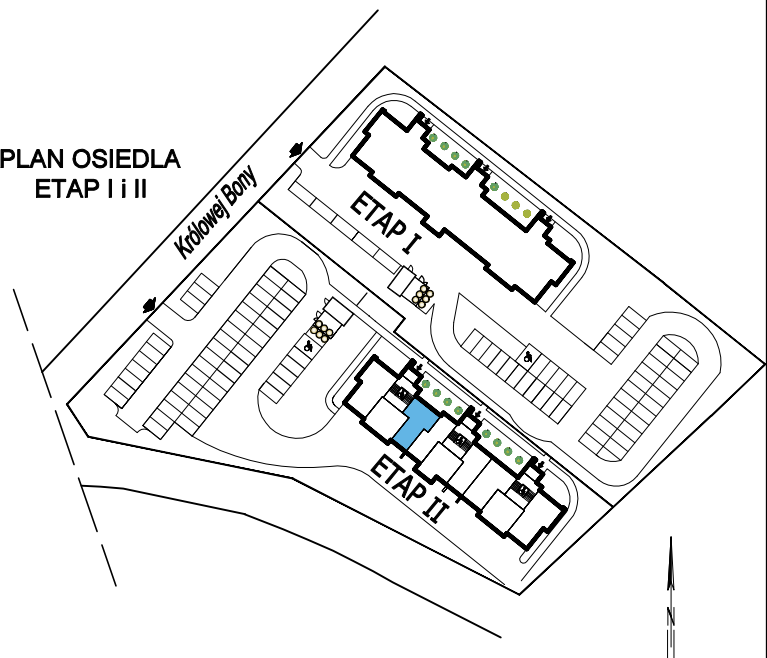 PLAN OSIEDLA
ETAP I i II
Królowej Bony
ETAP I
ETAP II
N